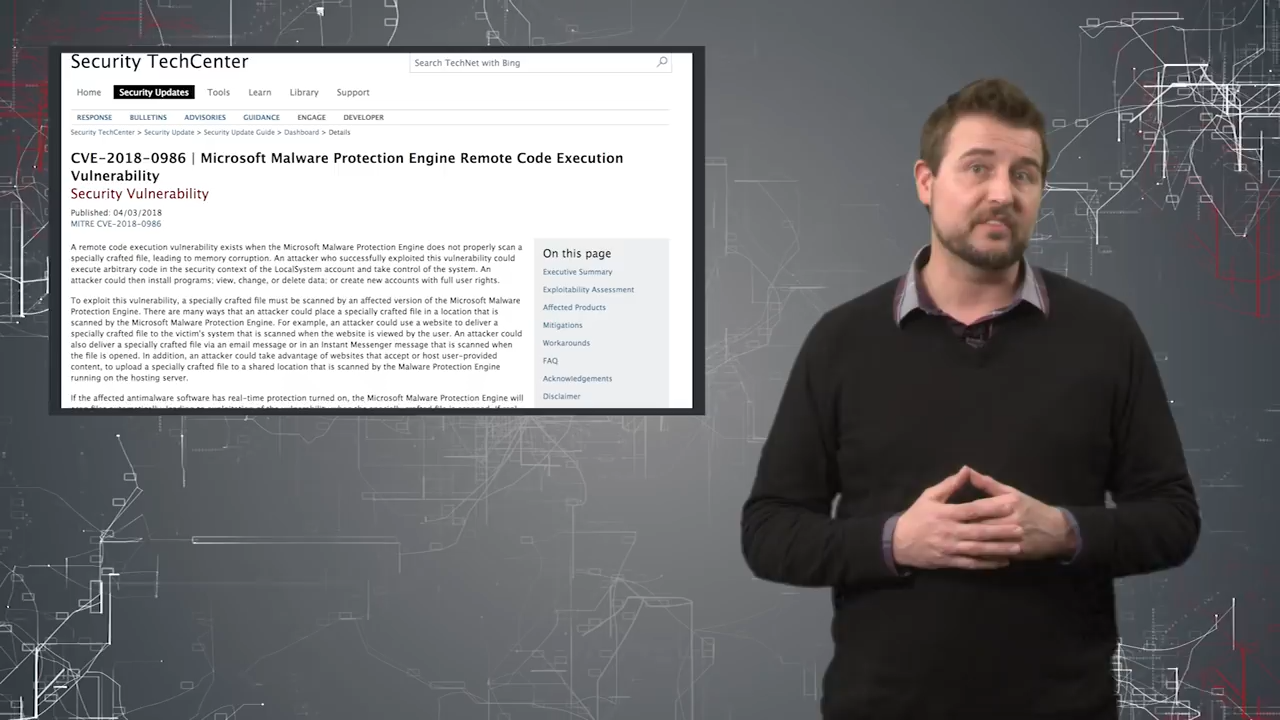 Security TechCenter
Search TechNet with Bing
Home Security Updates Tools Learn Library Support
RESPONSE BULLETINS ADVISORIES GUIDANCE ENGAGE DEVELOPER
Security TechCenter > Security Update > Security Update Guide > Dashboard > Details
CVE-2018-0986 | Microsoft Malware Protection Engine Remote Code Execution
Vulnerability
Security Vulnerability
Published: 04/03/2018
MITRE CVE-2018-0986
A remote code execution vulnerability exists when the Microsoft Malware Protection Engine does not properly scan a
specially crafted file, leading to memory corruption. An attacker who successfully exploited this vulnerability could
execute arbitrary code in the security context of the LocalSystem account and take control of the system. An
attacker could then install programs; view, change, or delete data; or create new accounts with full user rights.
To exploit this vulnerability, a specially crafted file must be scanned by an affected version of the Microsoft Malware
Protection Engine. There are many ways that an attacker could place a specially crafted file in a location that is
scanned by the Microsoft Malware Protection Engine. For example, an attacker could use a website to deliver a
specially crafted file to the victim's system that is scanned when the website is viewed by the user. An attacker could
also deliver a specially crafted file via an email message or in an Instant Messenger message that is scanned when
the file is opened. In addition, an attacker could take advantage of websites that accept or host user-provided
content, to upload a specially crafted file to a shared location that is scanned by the Malware Protection Engine
running on the hosting server.
If the affected antimalware software has real-time protection turned on, the Microsoft Malware Protection Engine will
On this page
Executive Summary
Exploitability Assessment
Affected Products
Mitigations
Workarounds
FAQ
Acknowledgements
Disclaimer